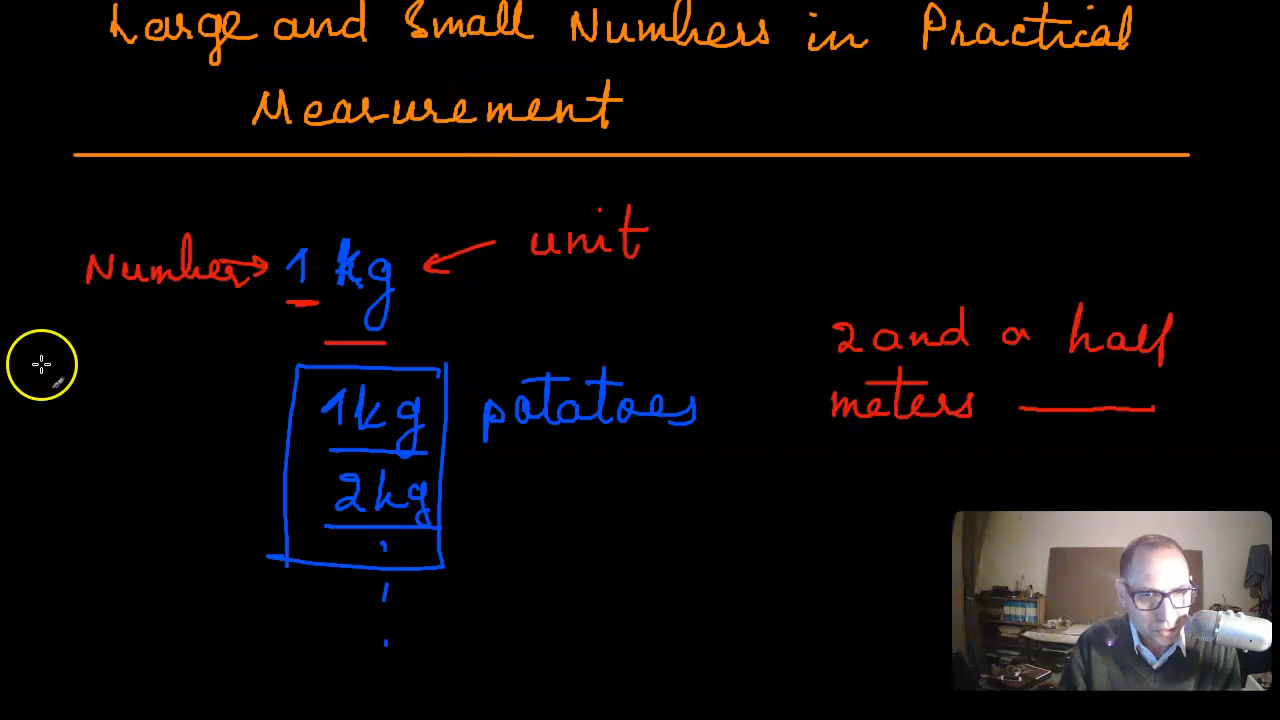 Large and Small Numbers in Practical
Measurement
Number 1 kg unit
1kg potatoes
2kg
2 and a half
meters